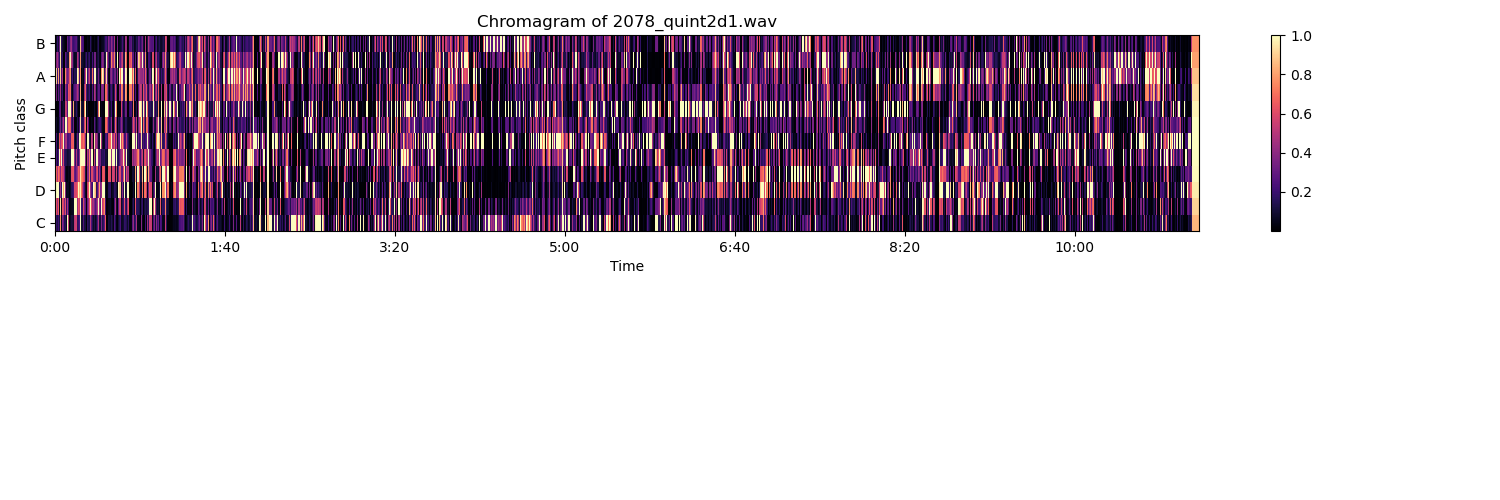 Chromagram of 2078_quint2d1.wav
Pitch class
B
A
G
F
E
D
C
0:00 1:40 3:20 5:00 6:40 8:20 10:00
Time
1.0
0.8
0.6
0.4
0.2